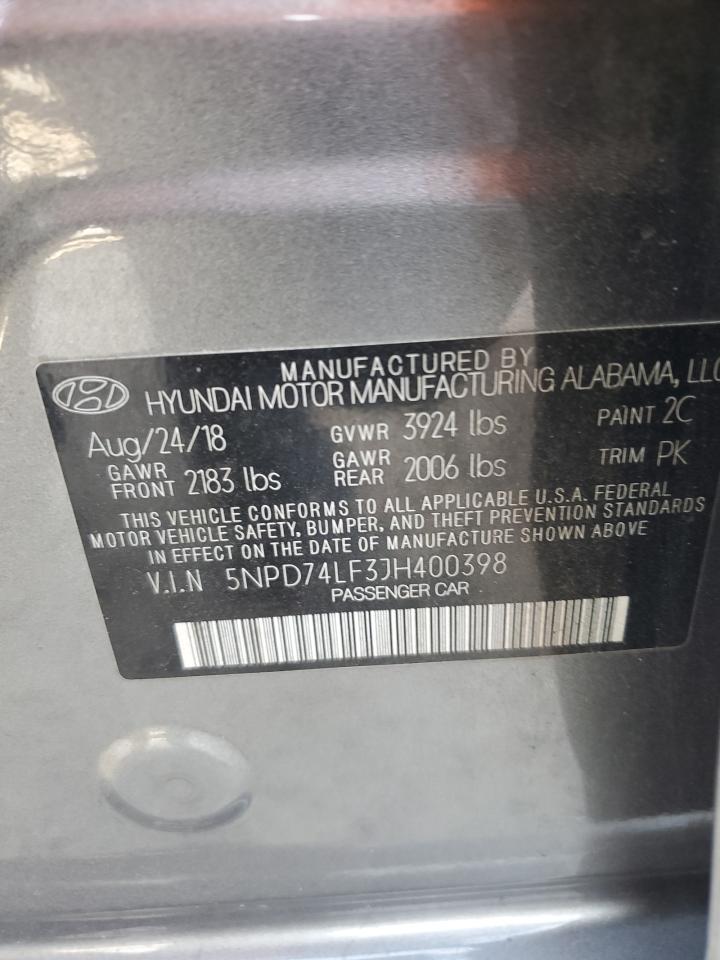 MANUFACTURED BY
HYUNDAI MOTOR MANUFACTURING ALABAMA, LLC
Aug/24/18 GVWR 3924 lbs PAINT 2C
GAWR FRONT 2183 lbs GAWR REAR 2006 lbs TRIM PK
THIS VEHICLE CONFORMS TO ALL APPLICABLE U.S.A. FEDERAL
MOTOR VEHICLE SAFETY, BUMPER, AND THEFT PREVENTION STANDARDS
IN EFFECT ON THE DATE OF MANUFACTURE SHOWN ABOVE
V.I.N 5NPD74LF3JH400398
PASSENGER CAR